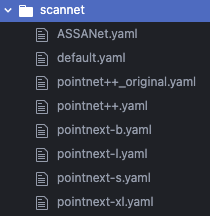 scannet
ASSANet.yaml
default.yaml
pointnet++_original.yaml
pointnet++.yaml
pointnext-b.yaml
pointnext-l.yaml
pointnext-s.yaml
pointnext-xl.yaml